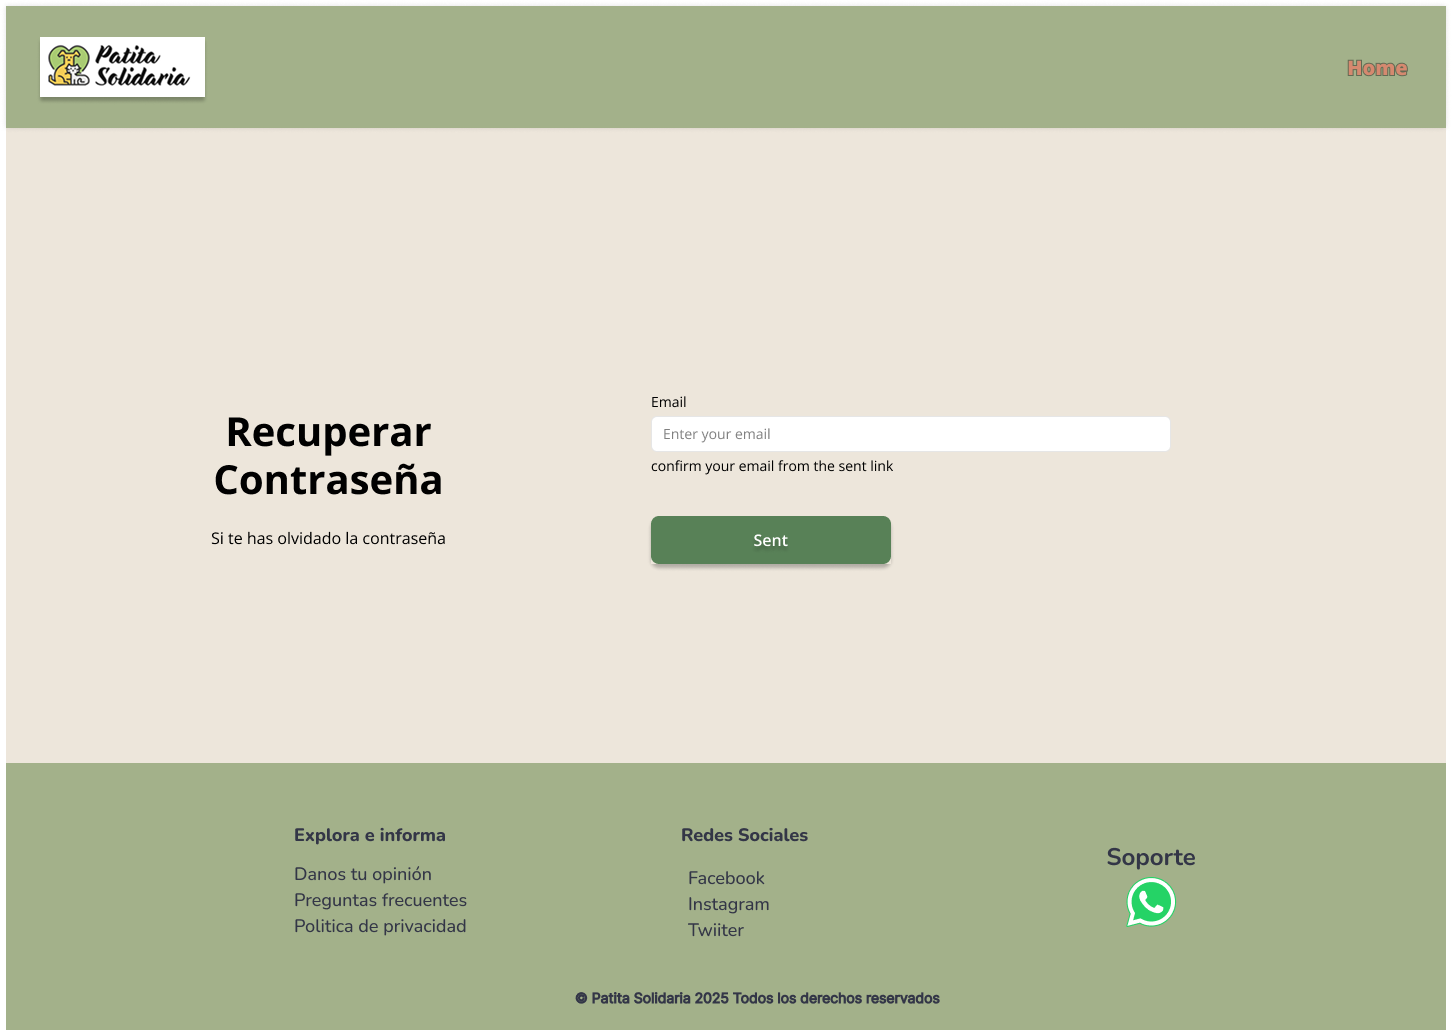 Patita
Solidaria
Home
Recuperar
Contraseña
Si te has olvidado la contraseña
Email
Enter your email
confirm your email from the sent link
Sent
Explora e informa
Danos tu opinión
Preguntas frecuentes
Politica de privacidad
Redes Sociales
Facebook
Instagram
Twiiter
Soporte
© Patita Solidaria 2025 Todos los derechos reservados